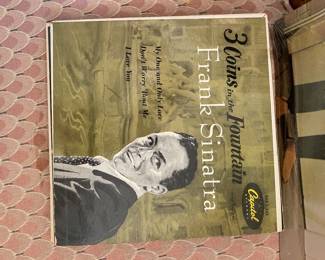 3 Coins in the Fountain
Frank Sinatra
My One and Only Love
Don't Worry 'Bout Me
I Love You
Capitol
RECORDS